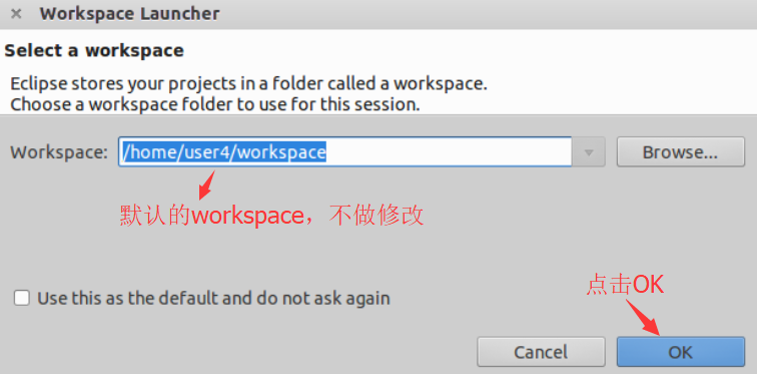 Workspace Launcher
Select a workspace
Eclipse stores your projects in a folder called a workspace.
Choose a workspace folder to use for this session.
Workspace: /home/user4/workspace Browse...
默认的workspace，不做修改
Use this as the default and do not ask again
点击OK
Cancel OK